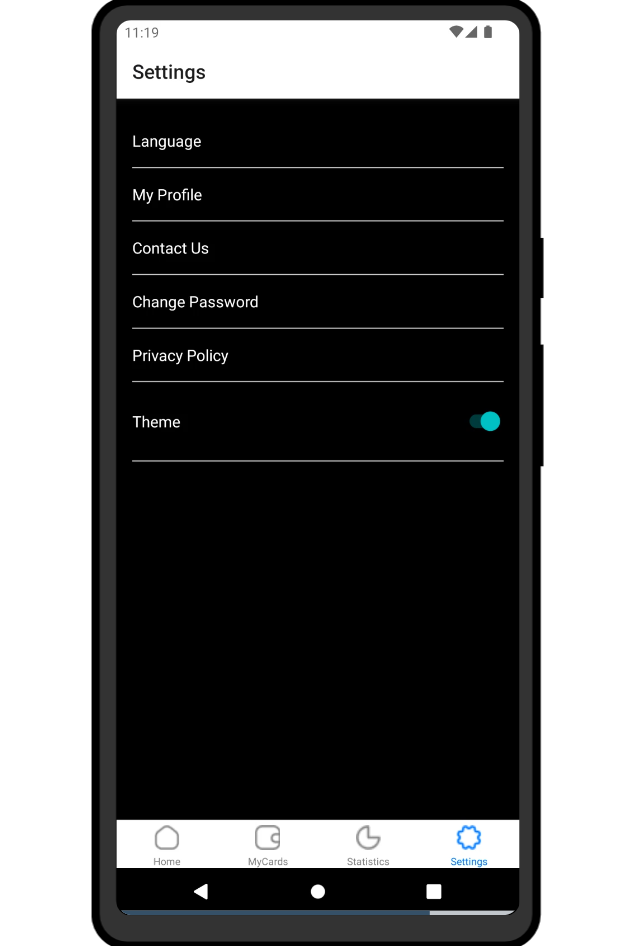 11:19
Settings
Language
My Profile
Contact Us
Change Password
Privacy Policy
Theme
Home
MyCards
Statistics
Settings